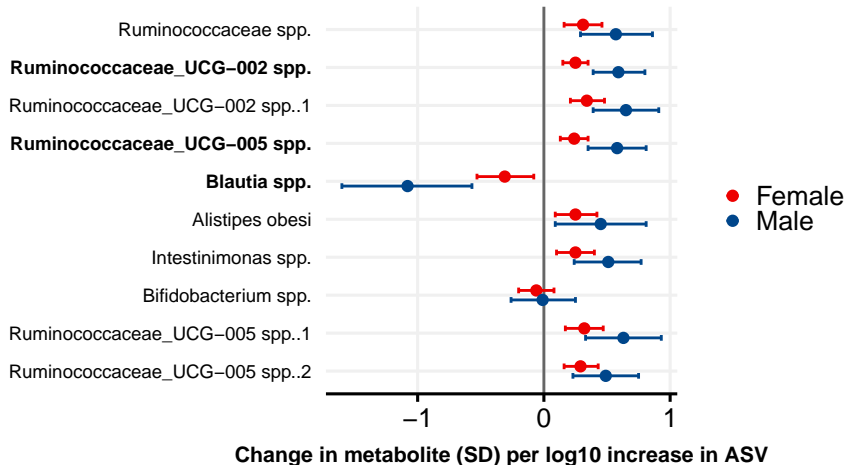 Ruminococcaceae spp.
Ruminococcaceae_UCG−002 spp.
Ruminococcaceae_UCG−002 spp..1
Ruminococcaceae_UCG−005 spp.
Blautia spp.
Alistipes obesi
Intestinimonas spp.
Bifidobacterium spp.
Ruminococcaceae_UCG−005 spp..1
Ruminococcaceae_UCG−005 spp..2
Female
Male
−1 0 1
Change in metabolite (SD) per log10 increase in ASV